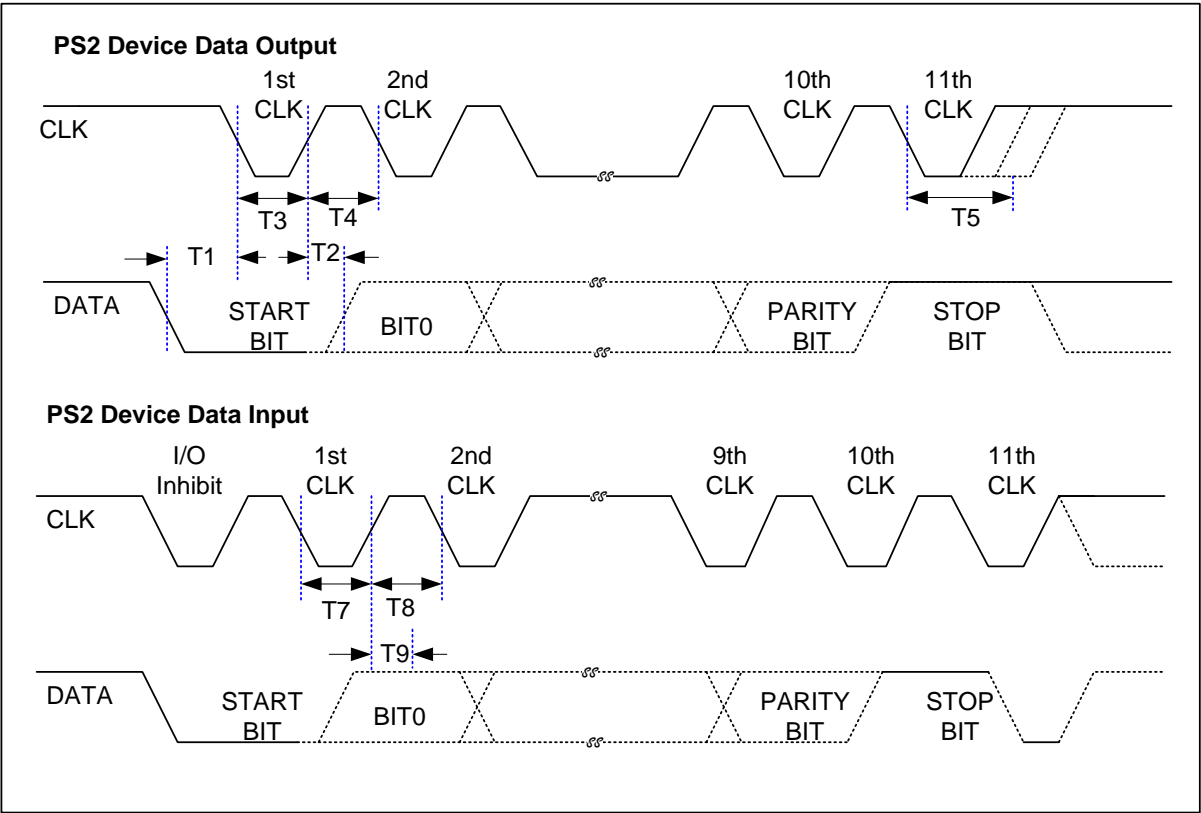 PS2 Device Data Output
1st
CLK
2nd
CLK
10th
CLK
11th
CLK
CLK
T3
T4
T5
T1
T2
DATA
START
BIT
BIT0
PARITY
BIT
STOP
BIT
PS2 Device Data Input
I/O
Inhibit
1st
CLK
2nd
CLK
9th
CLK
10th
CLK
11th
CLK
CLK
T7
T8
T9
DATA
START
BIT
BIT0
PARITY
BIT
STOP
BIT